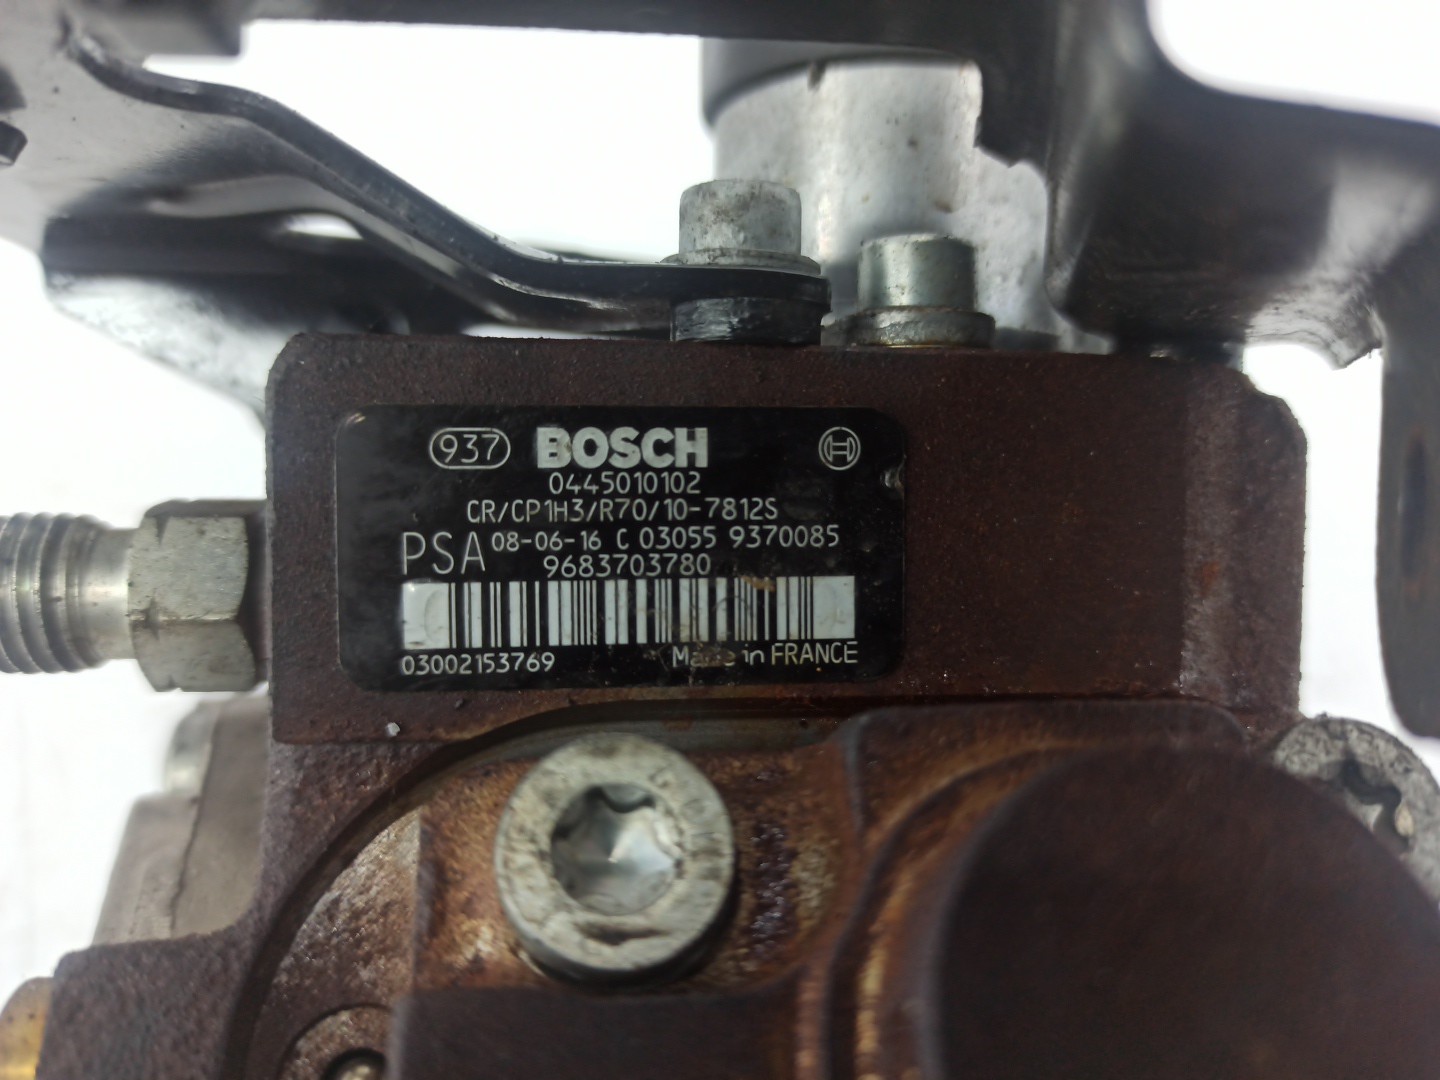 937 BOSCH
0445010102
CR/CP1H3/R70/10-7812S
PSA 08-06-16 C 03055 9370085
9683703780
03002153769 Made in FRANCE